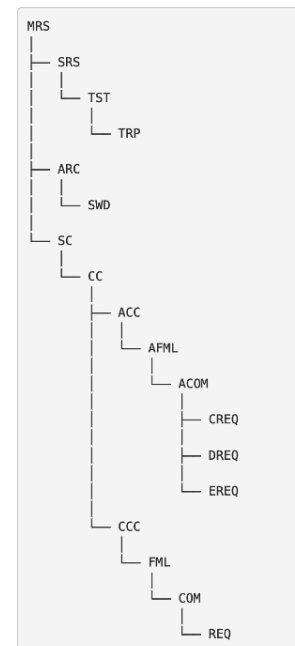 MRS
SRS
TST
TRP
ARC
SWD
SC
CC
ACC
AFML
ACOM
CREQ
DREQ
EREQ
CCC
FML
COM
REQ